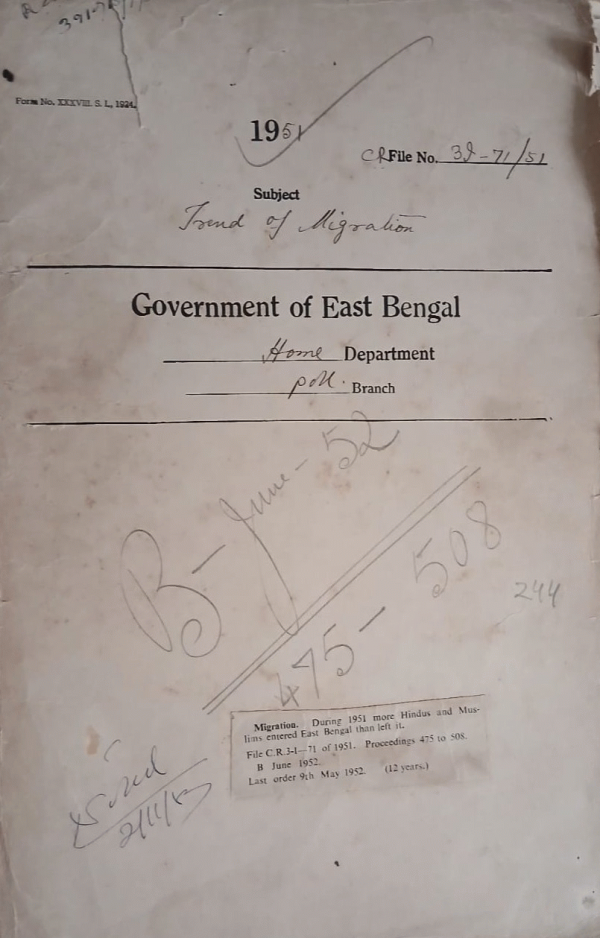 Form No. XXXVIII. S. L, 1924.
1951
CR File No. 3I-71/51
Subject
Trend of Migration
Government of East Bengal
Home Department
Poll. Branch
B- June- 52
475- 508
244
Migration. During 1951 more Hindus and Mus-
lims entered East Bengal than left it.
File C.R.3-I—71 of 1951. Proceedings 475 to 508.
B June 1952.
Last order 9th May 1952. (12 years.)